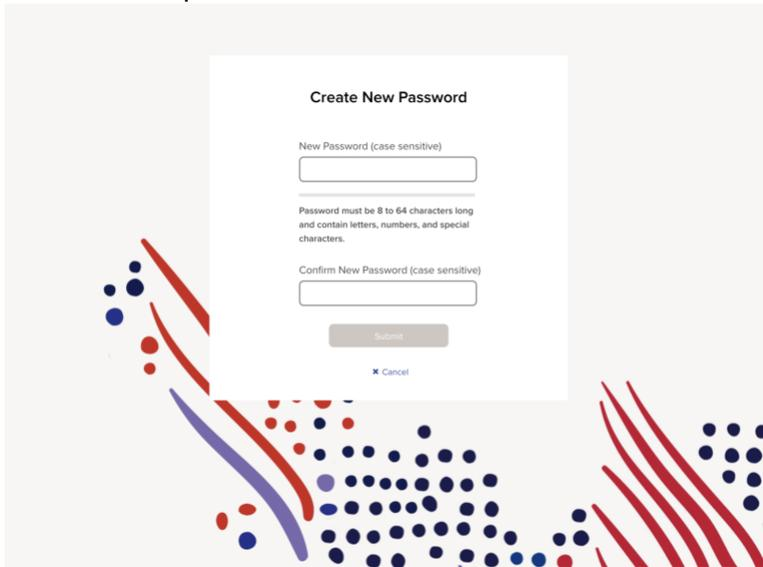 Create New Password
New Password (case sensitive)
Password must be 8 to 64 characters long
and contain letters, numbers, and special
characters.
Confirm New Password (case sensitive)
Submit
✖ Cancel